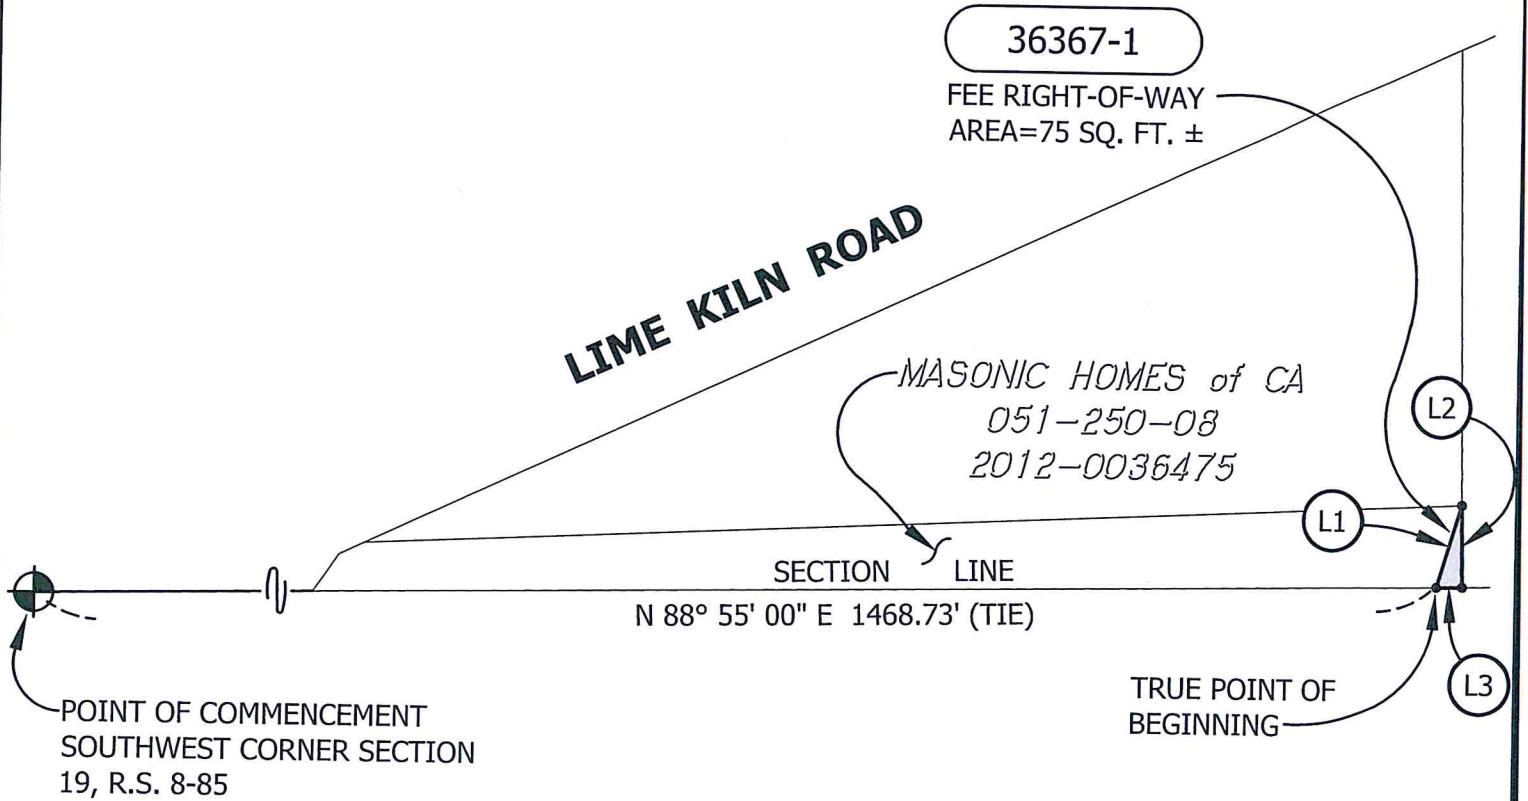 36367-1
FEE RIGHT-OF-WAY
AREA=75 SQ. FT. ±
LIME KILN ROAD
MASONIC HOMES of CA
051-250-08
2012-0036475
L2
L1
SECTION LINE
N 88° 55' 00" E 1468.73' (TIE)
L3
TRUE POINT OF
BEGINNING
POINT OF COMMENCEMENT
SOUTHWEST CORNER SECTION
19, R.S. 8-85